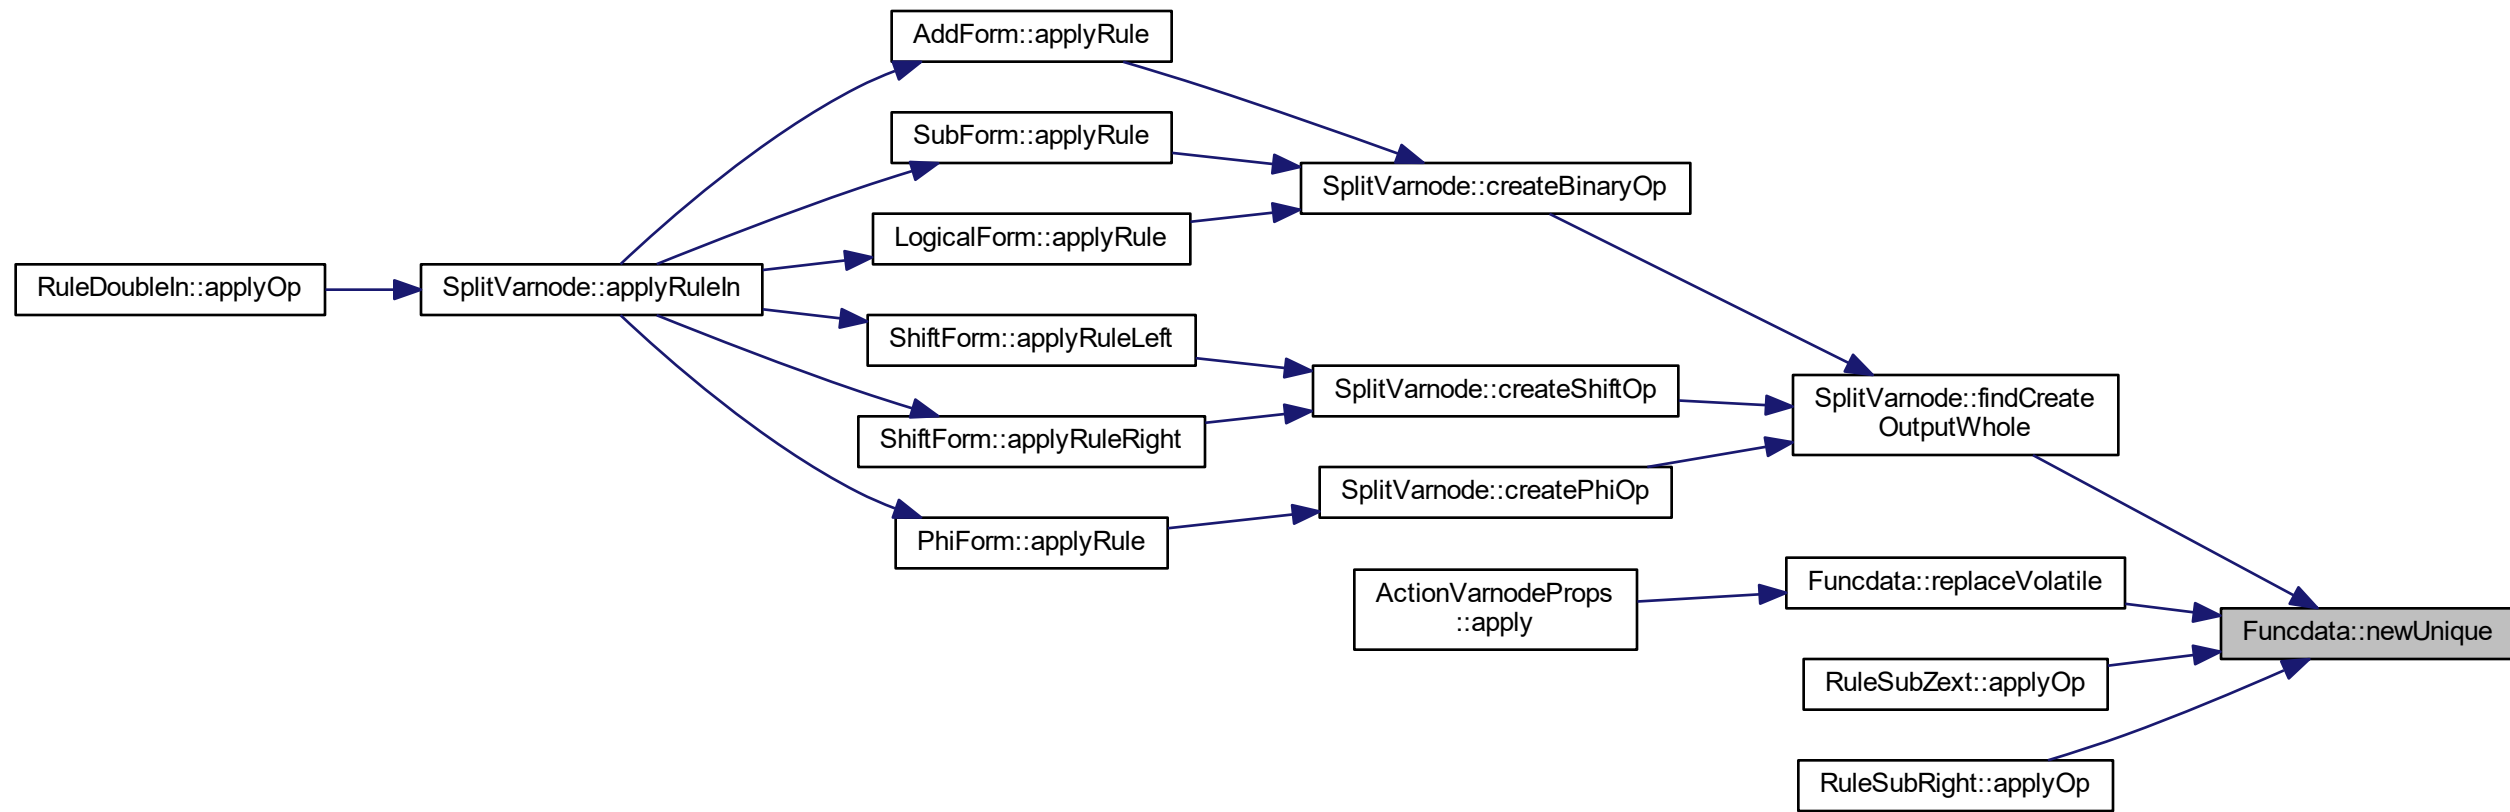 AddForm::applyRule
SubForm::applyRule
SplitVarnode::createBinaryOp
LogicalForm::applyRule
RuleDoubleIn::applyOp
SplitVarnode::applyRuleIn
ShiftForm::applyRuleLeft
SplitVarnode::createShiftOp
SplitVarnode::findCreate
OutputWhole
ShiftForm::applyRuleRight
SplitVarnode::createPhiOp
PhiForm::applyRule
ActionVarnodeProps
::apply
Funcdata::replaceVolatile
Funcdata::newUnique
RuleSubZext::applyOp
RuleSubRight::applyOp